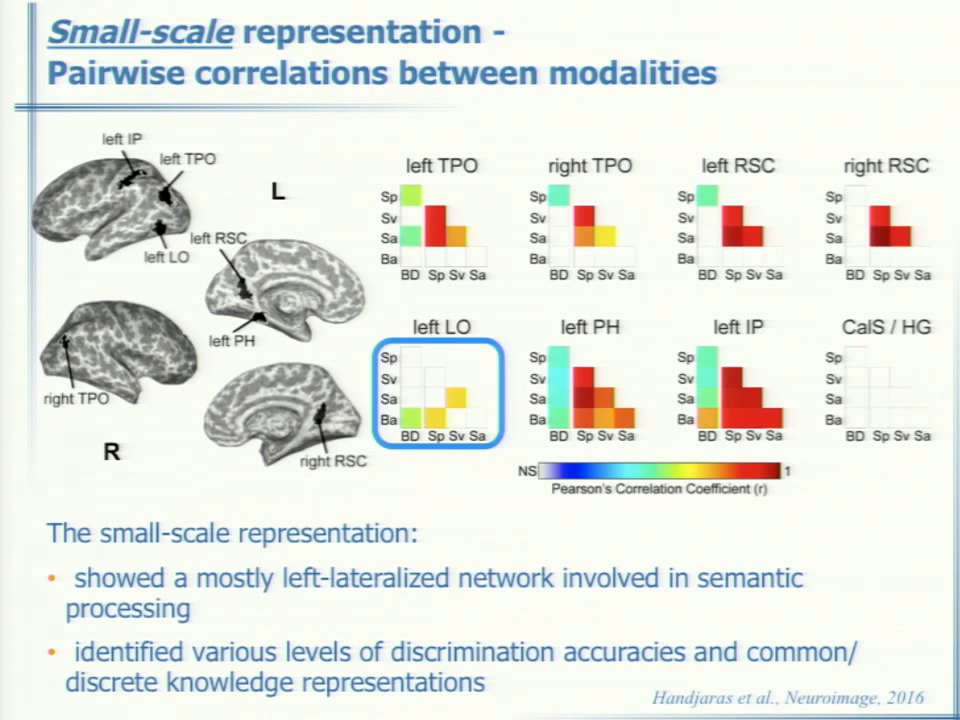 Small-scale representation -
Pairwise correlations between modalities
left IP
left TPO
L
left LO
left RSC
left PH
right TPO
R
right RSC
left TPO
Sp
Sv
Sa
Ba
BD Sp Sv Sa
right TPO
Sp
Sv
Sa
Ba
BD Sp Sv Sa
left RSC
Sp
Sv
Sa
Ba
BD Sp Sv Sa
right RSC
Sp
Sv
Sa
Ba
BD Sp Sv Sa
left LO
Sp
Sv
Sa
Ba
BD Sp Sv Sa
left PH
Sp
Sv
Sa
Ba
BD Sp Sv Sa
left IP
Sp
Sv
Sa
Ba
BD Sp Sv Sa
CalS / HG
Sp
Sv
Sa
Ba
BD Sp Sv Sa
NS 1
Pearson's Correlation Coefficient (r)
The small-scale representation:
• showed a mostly left-lateralized network involved in semantic
processing
• identified various levels of discrimination accuracies and common/
discrete knowledge representations
Handjaras et al., Neuroimage, 2016